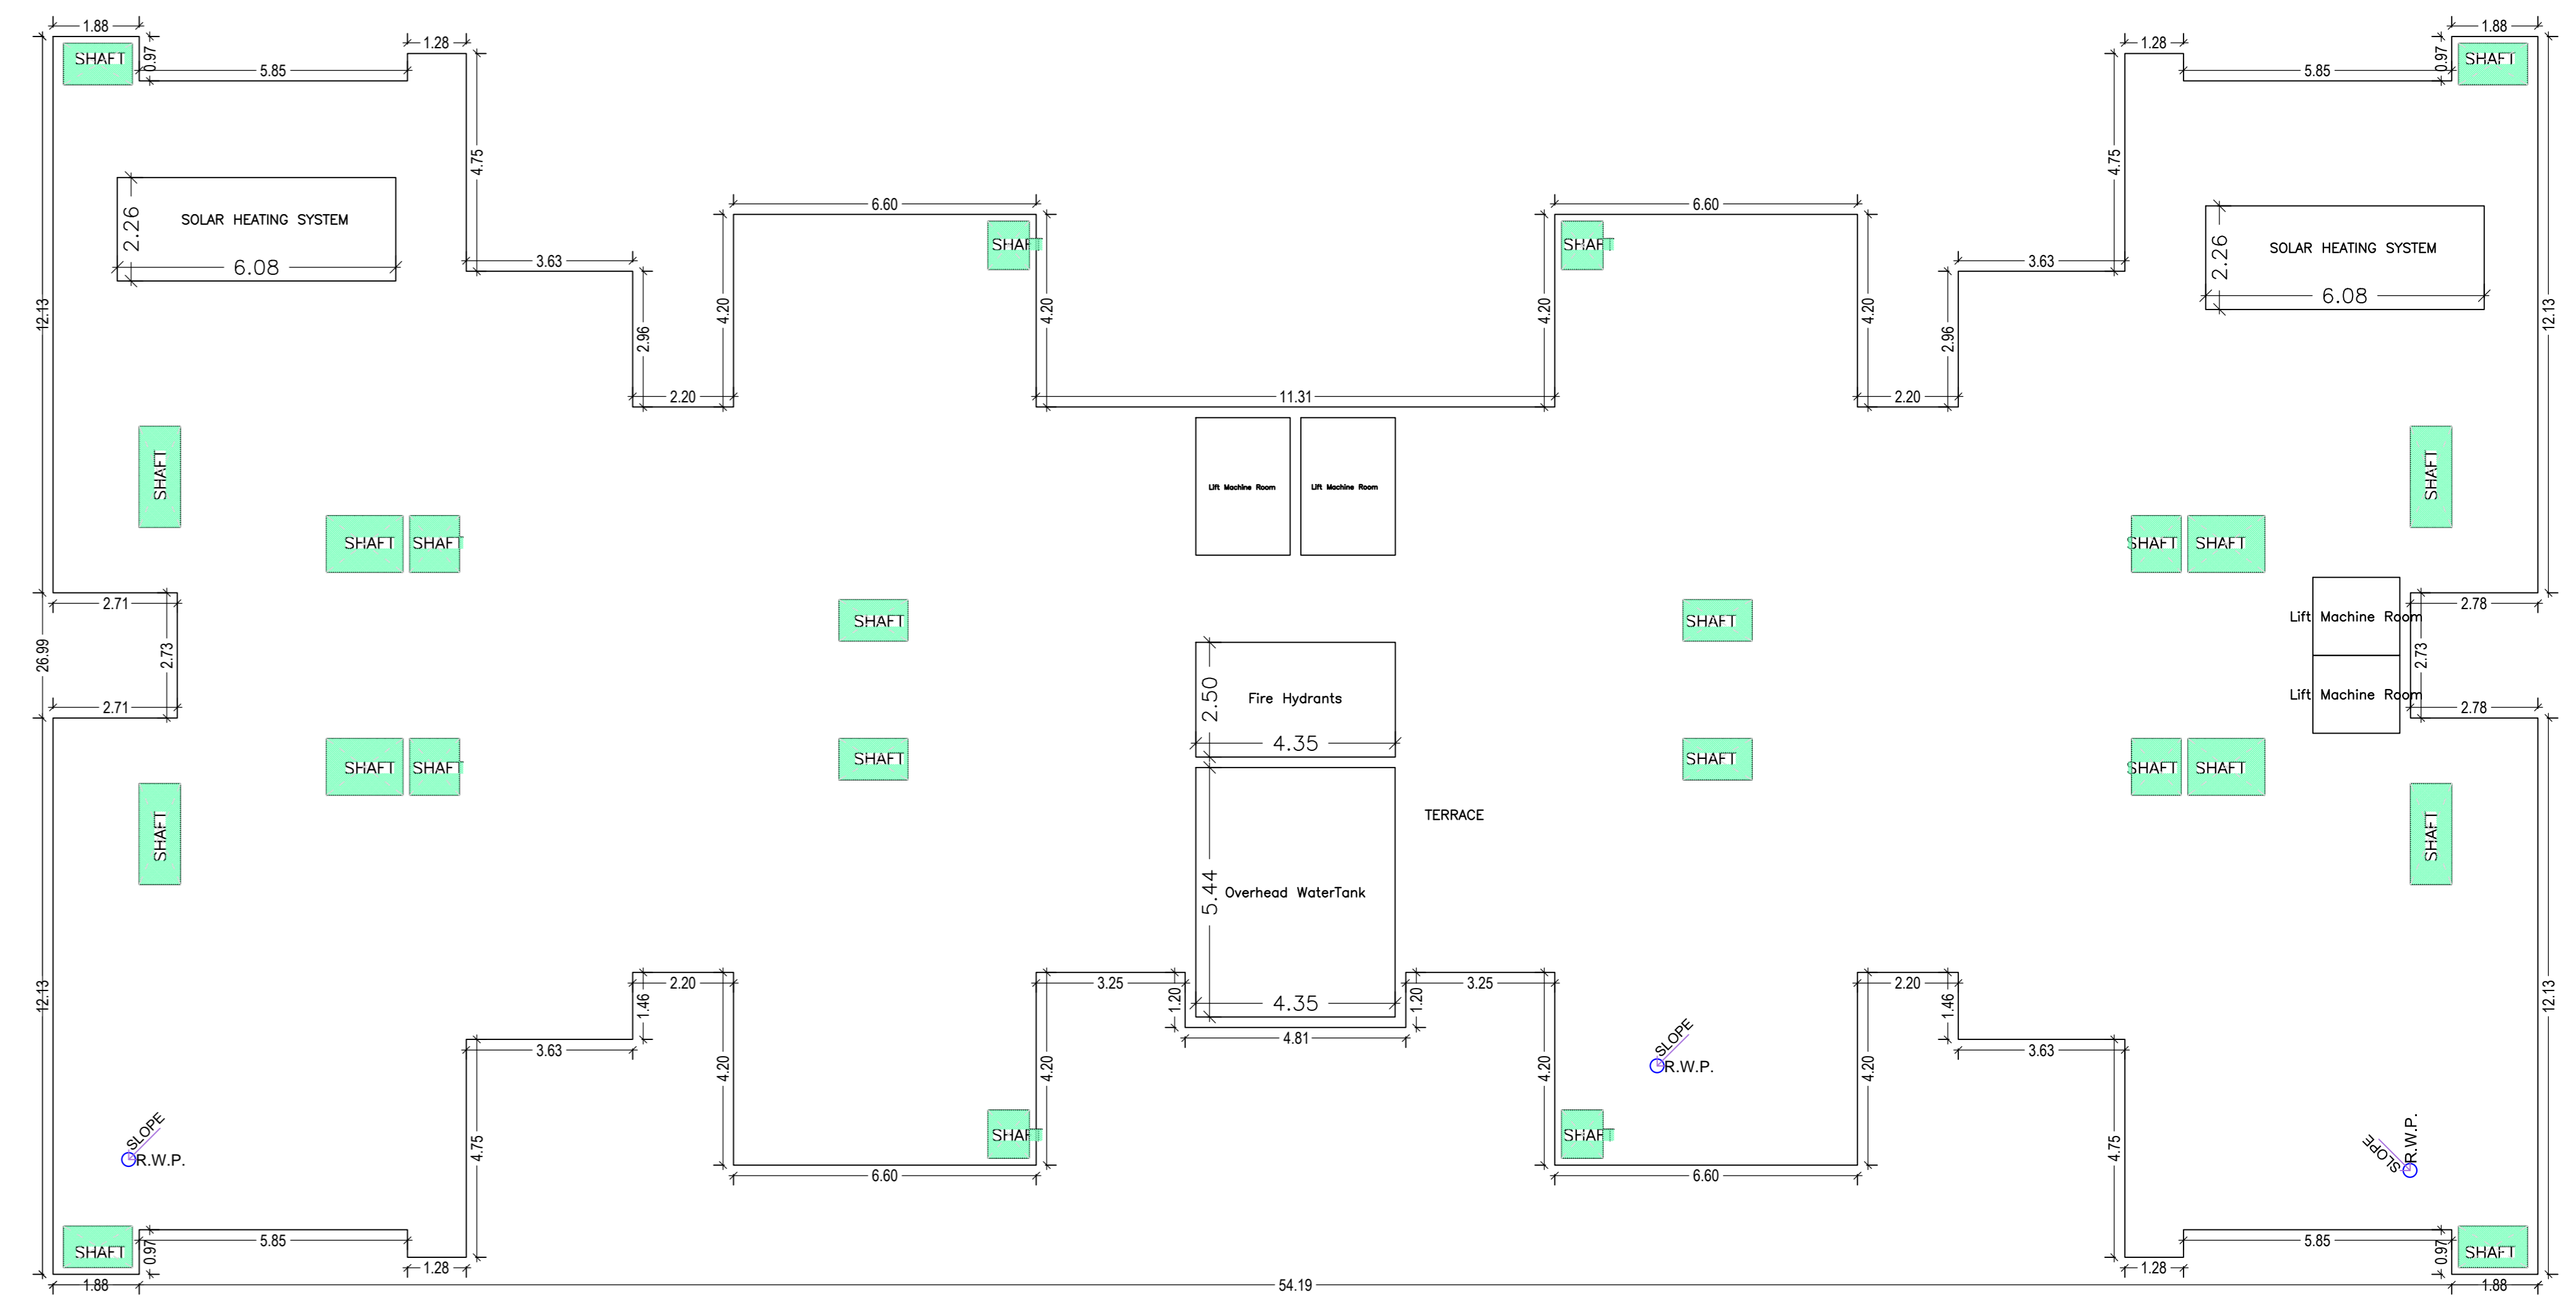 1.88
1.88
1.28
1.28
SHAFT
0.97
5.85
5.85
0.97
SHAFT
4.75
4.75
6.60
6.60
2.26
SOLAR HEATING SYSTEM
6.08
SHAFT
SHAFT
2.26
SOLAR HEATING SYSTEM
6.08
3.63
3.63
12.13
2.96
4.20
4.20
4.20
4.20
2.96
12.13
2.20
11.31
2.20
SHAFT
Lift Machine Room
Lift Machine Room
SHAFT
SHAFT
SHAFT
SHAFT
SHAFT
2.71
2.78
SHAFT
SHAFT
Lift Machine Room
26.99
2.73
2.73
2.50
Fire Hydrants
4.35
Lift Machine Room
2.71
2.78
SHAFT
SHAFT
SHAFT
SHAFT
SHAFT
SHAFT
SHAFT
SHAFT
TERRACE
5.44
Overhead WaterTank
4.35
12.13
12.13
2.20
3.25
3.25
2.20
1.46
1.20
1.20
1.46
4.81
3.63
3.63
4.20
4.20
4.20
4.20
SLOPE
R.W.P.
SLOPE
R.W.P.
4.75
SHAFT
SHAFT
4.75
SLOPE
R.W.P.
6.60
6.60
SHAFT
0.97
5.85
5.85
0.97
SHAFT
1.28
1.28
1.88
54.19
1.88